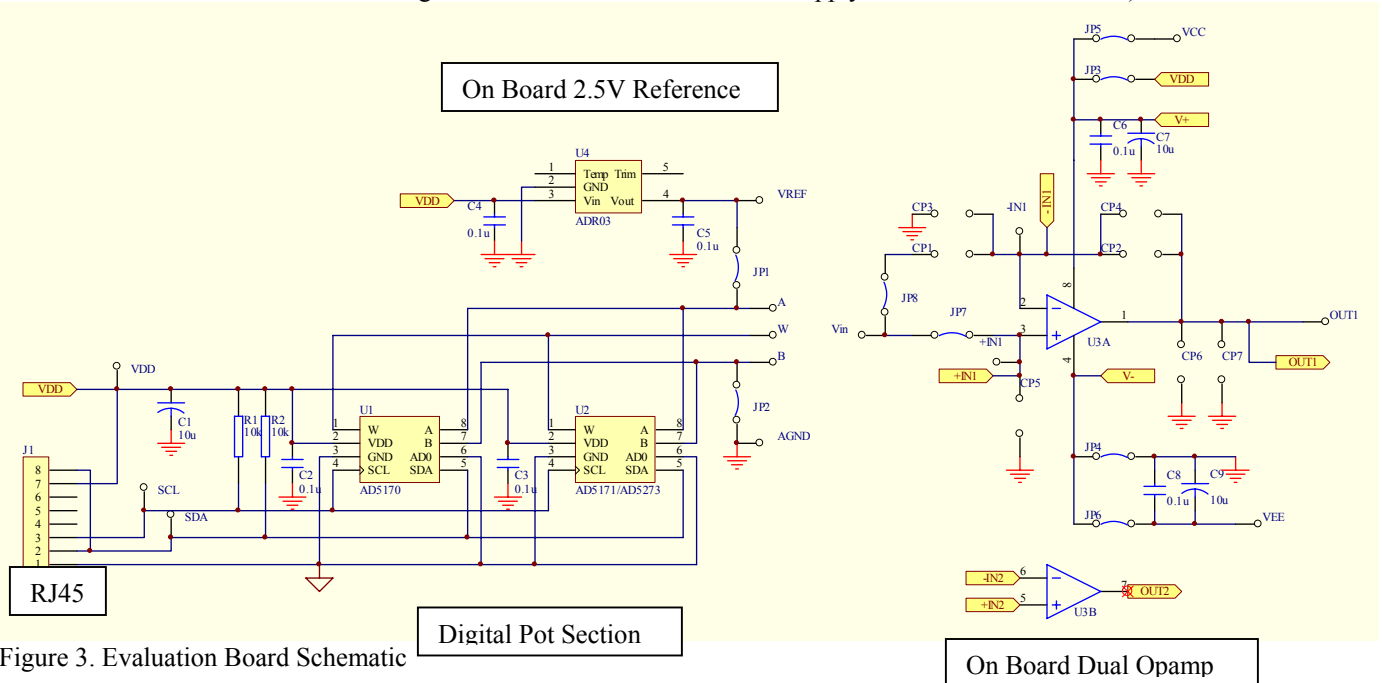 JP5
VCC
On Board 2.5V Reference
JP3
VDD
V+
C6
0.1u
C7
10u
U4
1 Temp Trim 5
2 GND
3 Vin Vout 4
ADR03
VDD
C4
0.1u
C5
0.1u
VREF
JP1
-IN1
-IN1
CP3
CP4
CP1
CP2
JP8
8
A
W
B
Vin
JP7
+IN1
2
3
1
U3A
4
OUT1
OUT1
CP6
CP7
+IN1
CP5
V-
VDD
VDD
C1
10u
R1
10k
R2
10k
U1
1 W A 8
2 VDD B 7
3 GND AD0 6
4 SCL SDA 5
AD5170
C2
0.1u
U2
1 W A 8
2 VDD B 7
3 GND AD0 6
4 SCL SDA 5
AD5171/AD5273
C3
0.1u
JP2
AGND
J1
8
7
6
5
4
3
2
1
SCL
SDA
RJ45
JP4
C8
0.1u
C9
10u
JP6
VEE
-IN2 6
+IN2 5
7
OUT2
U3B
Digital Pot Section
Figure 3. Evaluation Board Schematic
On Board Dual Opamp